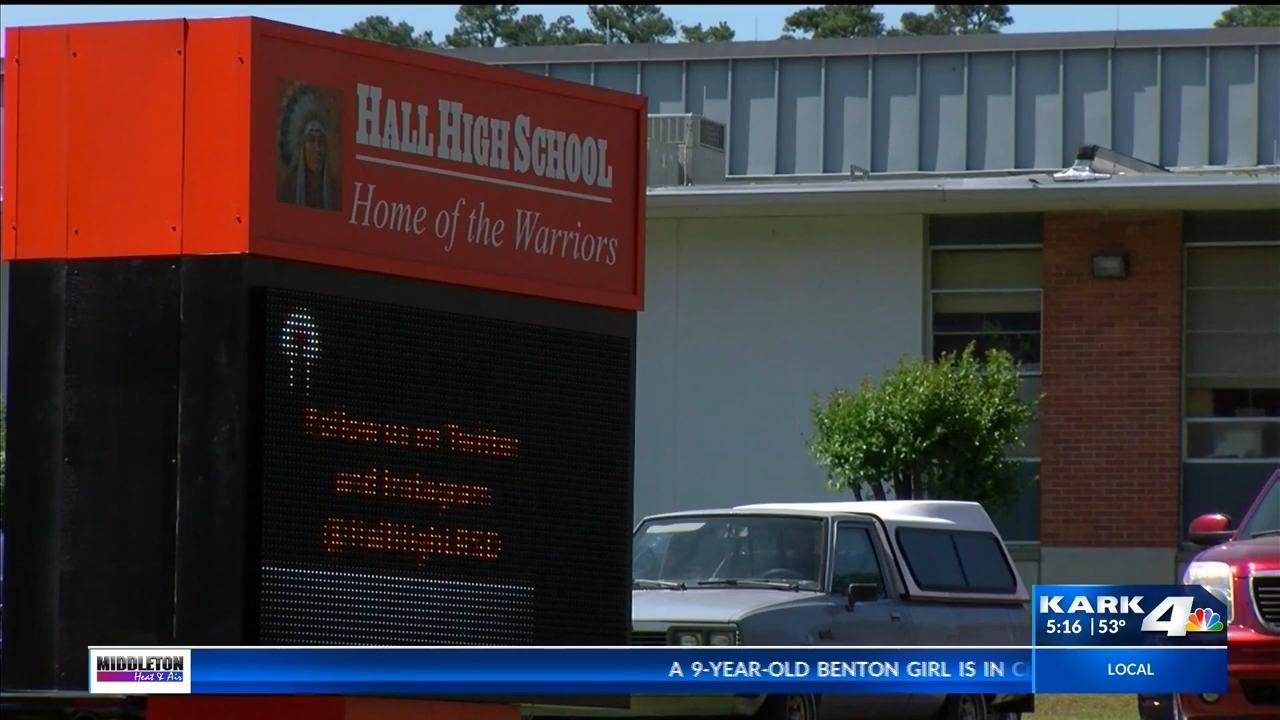 HALL HIGH SCHOOL
Home of the Warriors
Follow us on Twitter
and Instagram
@HallHighLRSD
MIDDLETON
Heat & Air
A 9-YEAR-OLD BENTON GIRL IS IN
KARK 4
5:16 | 53°
LOCAL